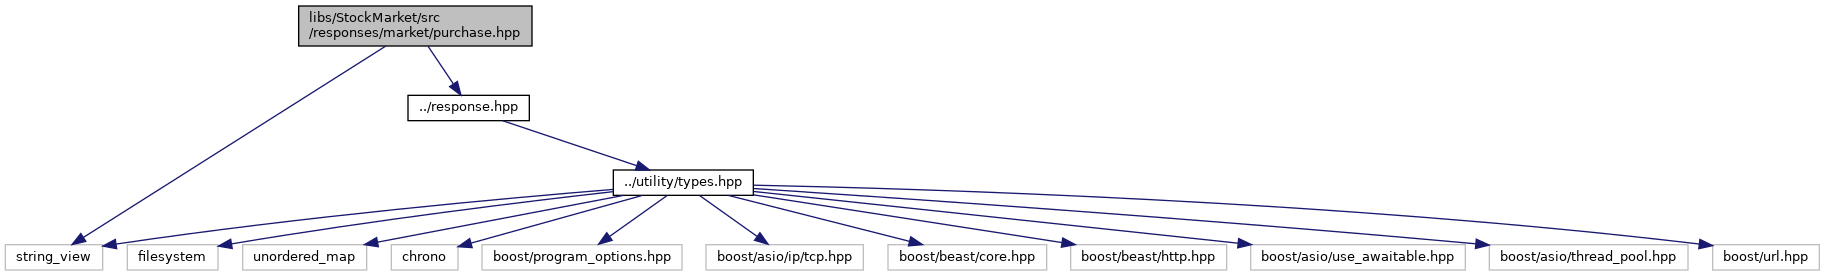 libs/StockMarket/src
/responses/market/purchase.hpp
../response.hpp
../utility/types.hpp
string_view
filesystem
unordered_map
chrono
boost/program_options.hpp
boost/asio/ip/tcp.hpp
boost/beast/core.hpp
boost/beast/http.hpp
boost/asio/use_awaitable.hpp
boost/asio/thread_pool.hpp
boost/url.hpp